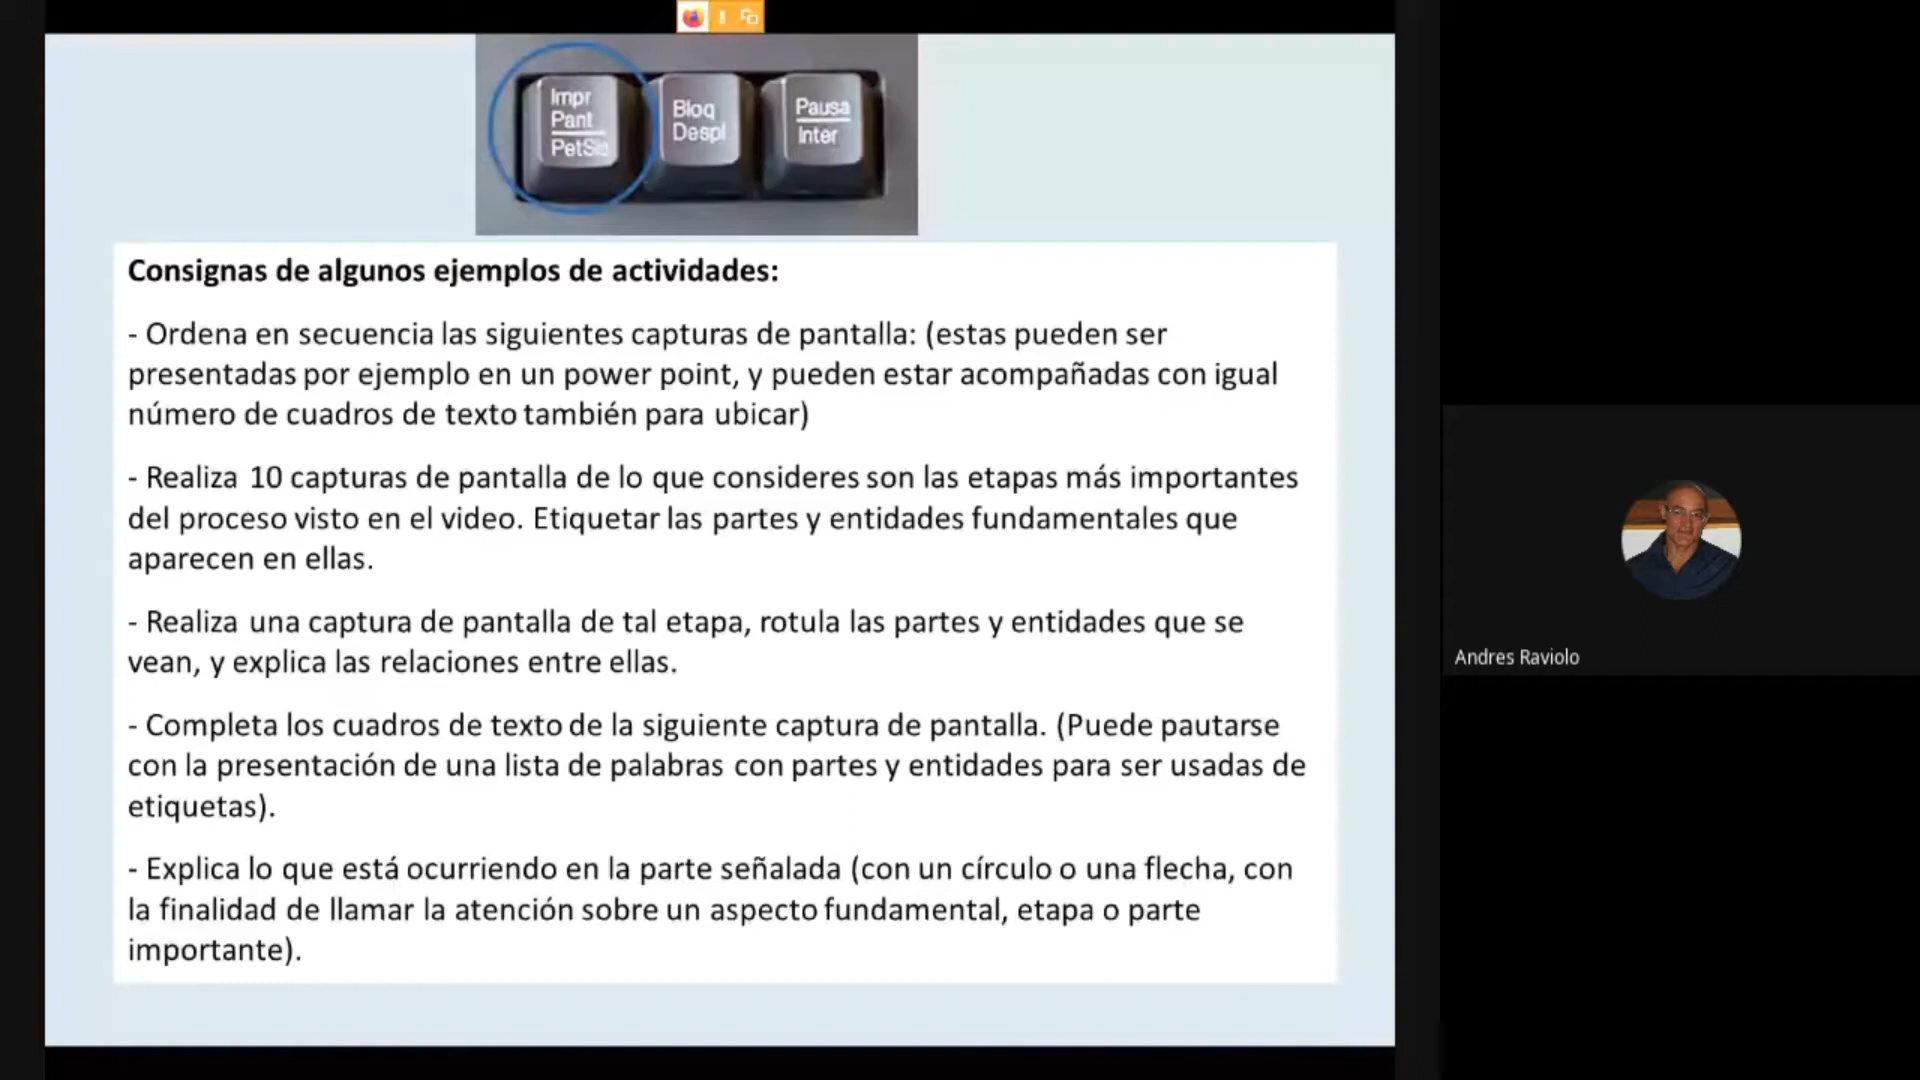 Impr
Pant
PetSis
Bloq
Despl
Pausa
Inter
Consignas de algunos ejemplos de actividades:
- Ordena en secuencia las siguientes capturas de pantalla: (estas pueden ser
presentadas por ejemplo en un power point, y pueden estar acompañadas con igual
número de cuadros de texto también para ubicar)
- Realiza 10 capturas de pantalla de lo que consideres son las etapas más importantes
del proceso visto en el video. Etiquetar las partes y entidades fundamentales que
aparecen en ellas.
- Realiza una captura de pantalla de tal etapa, rotula las partes y entidades que se
vean, y explica las relaciones entre ellas.
- Completa los cuadros de texto de la siguiente captura de pantalla. (Puede pautarse
con la presentación de una lista de palabras con partes y entidades para ser usadas de
etiquetas).
- Explica lo que está ocurriendo en la parte señalada (con un círculo o una flecha, con
la finalidad de llamar la atención sobre un aspecto fundamental, etapa o parte
importante).
Andres Raviolo